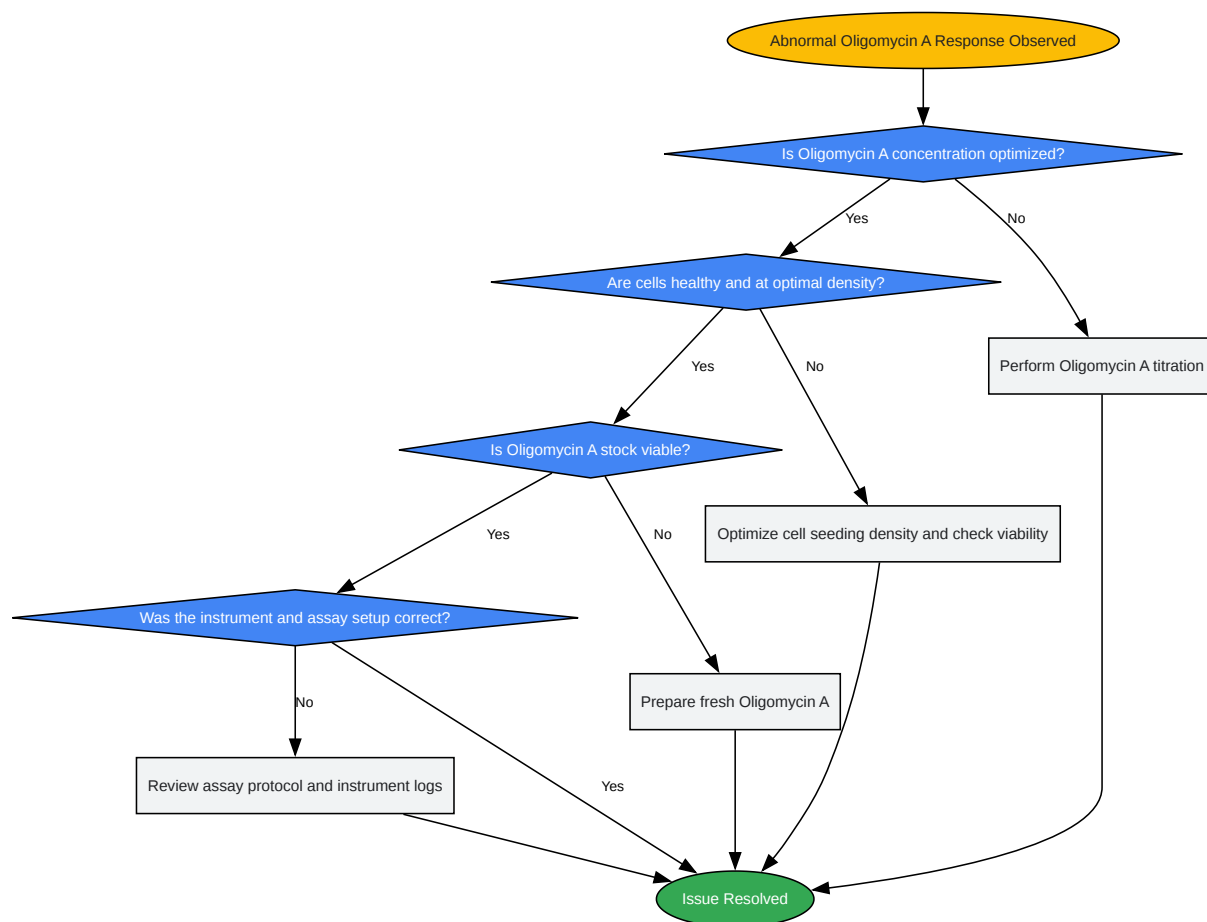 Abnormal Oligomycin A Response Observed
Is Oligomycin A concentration optimized?
Yes
No
Are cells healthy and at optimal density?
Yes
No
Perform Oligomycin A titration
Is Oligomycin A stock viable?
Yes
No
Optimize cell seeding density and check viability
Was the instrument and assay setup correct?
No
Yes
Prepare fresh Oligomycin A
Review assay protocol and instrument logs
Issue Resolved